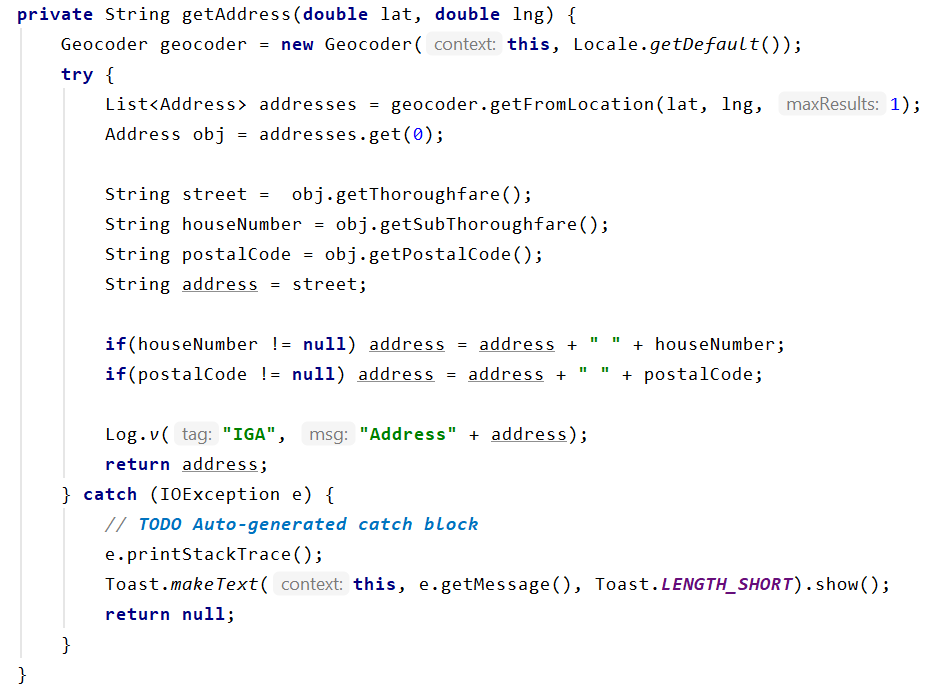 private String getAddress(double lat, double lng) {
    Geocoder geocoder = new Geocoder( context: this, Locale.getDefault());
    try {
        List<Address> addresses = geocoder.getFromLocation(lat, lng, maxResults: 1);
        Address obj = addresses.get(0);

        String street =  obj.getThoroughfare();
        String houseNumber = obj.getSubThoroughfare();
        String postalCode = obj.getPostalCode();
        String address = street;

        if(houseNumber != null) address = address + " " + houseNumber;
        if(postalCode != null) address = address + " " + postalCode;

        Log.v( tag: "IGA", msg: "Address" + address);
        return address;
    } catch (IOException e) {
        // TODO Auto-generated catch block
        e.printStackTrace();
        Toast.makeText( context: this, e.getMessage(), Toast.LENGTH_SHORT).show();
        return null;
    }
}